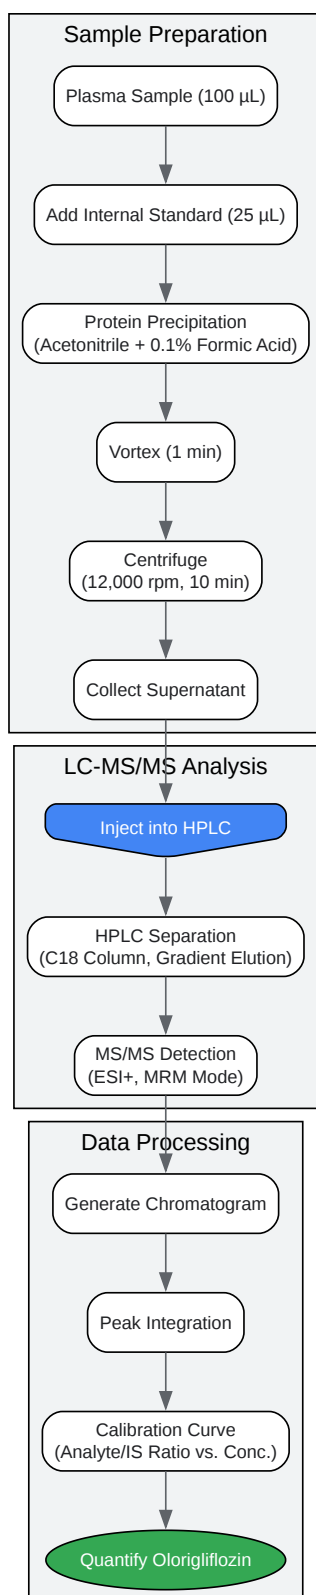 Sample Preparation
Plasma Sample (100 µL)
Add Internal Standard (25 µL)
Protein Precipitation
(Acetonitrile + 0.1% Formic Acid)
Vortex (1 min)
Centrifuge
(12,000 rpm, 10 min)
Collect Supernatant
LC-MS/MS Analysis
Inject into HPLC
HPLC Separation
(C18 Column, Gradient Elution)
MS/MS Detection
(ESI+, MRM Mode)
Data Processing
Generate Chromatogram
Peak Integration
Calibration Curve
(Analyte/IS Ratio vs. Conc.)
Quantify Olorigliflozin